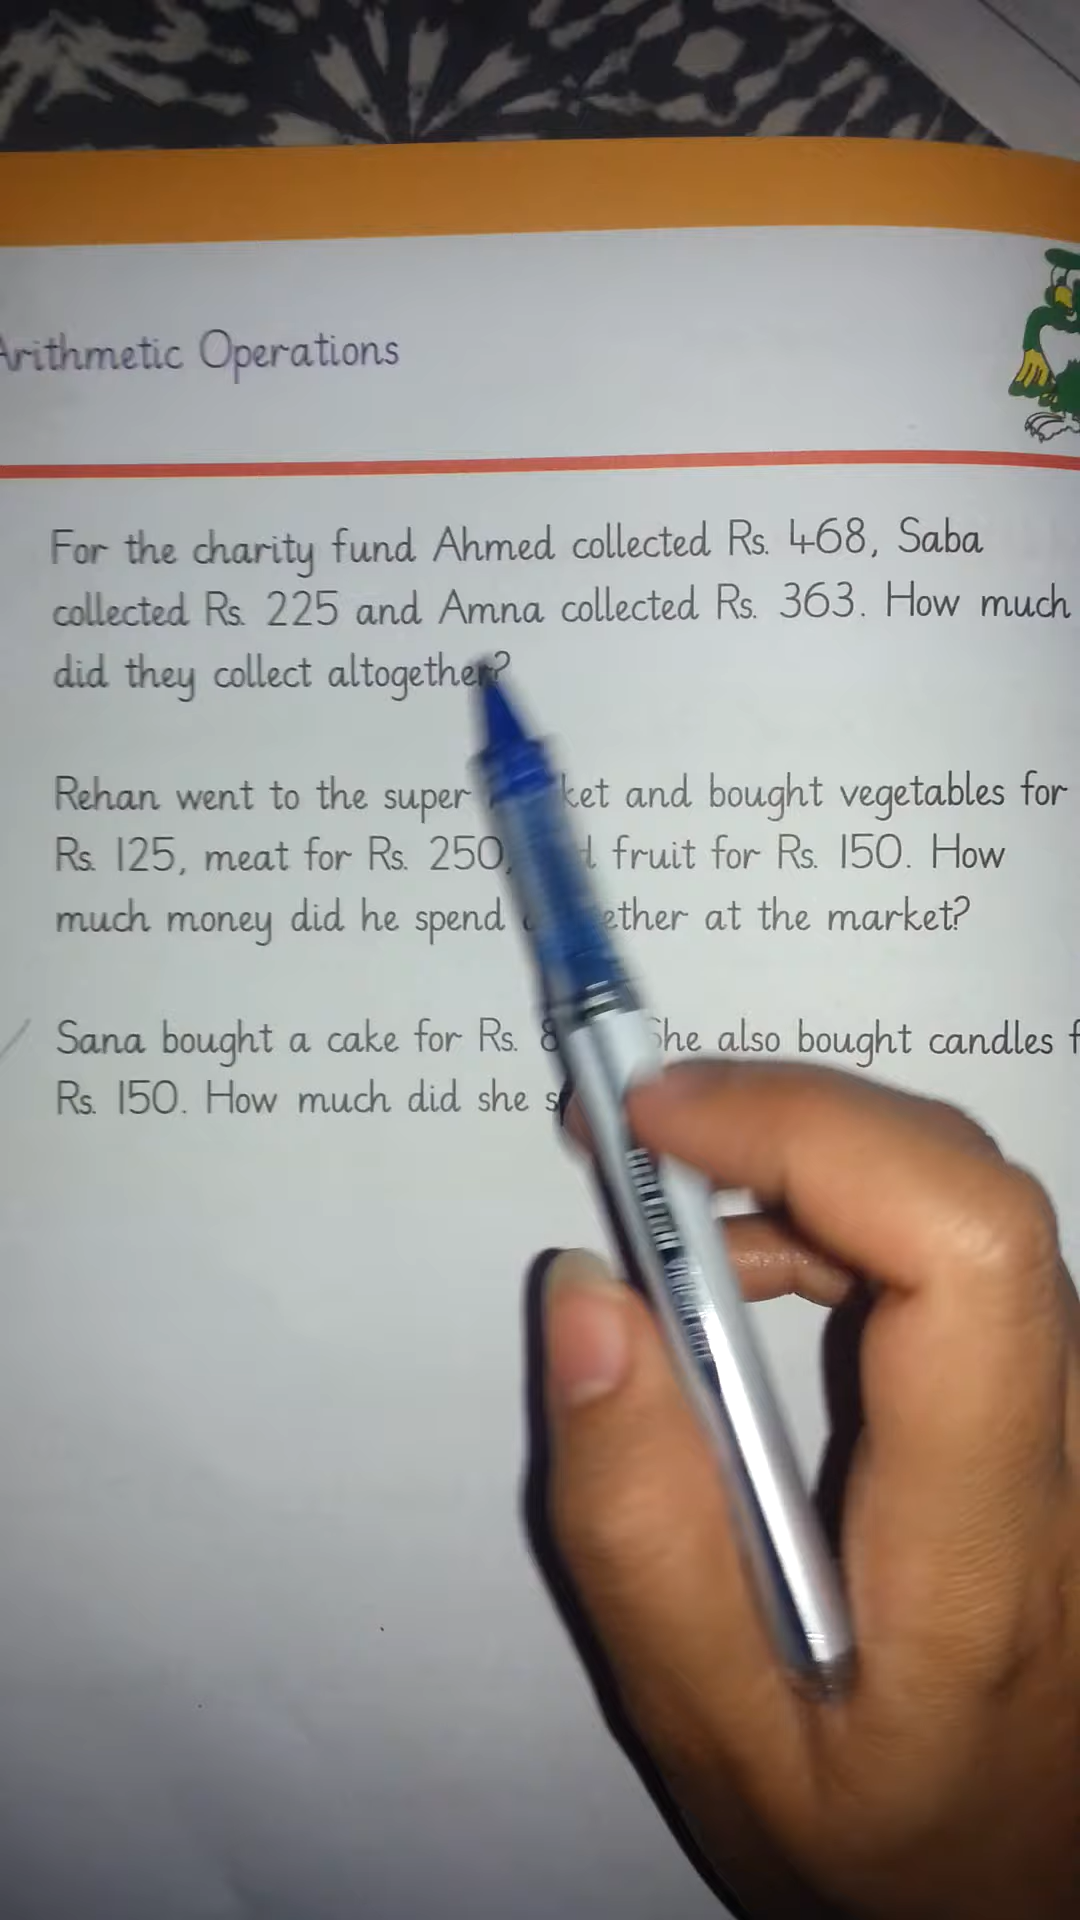 Arithmetic Operations
For the charity fund Ahmed collected Rs. 468, Saba
collected Rs. 225 and Amna collected Rs. 363. How much
did they collect altogether?
Rehan went to the super and bought vegetables for
Rs. 125, meat for Rs. 250, fruit for Rs. 150. How
much money did he spend at the market?
Sana bought a cake for Rs. She also bought candles
Rs. 150. How much did she